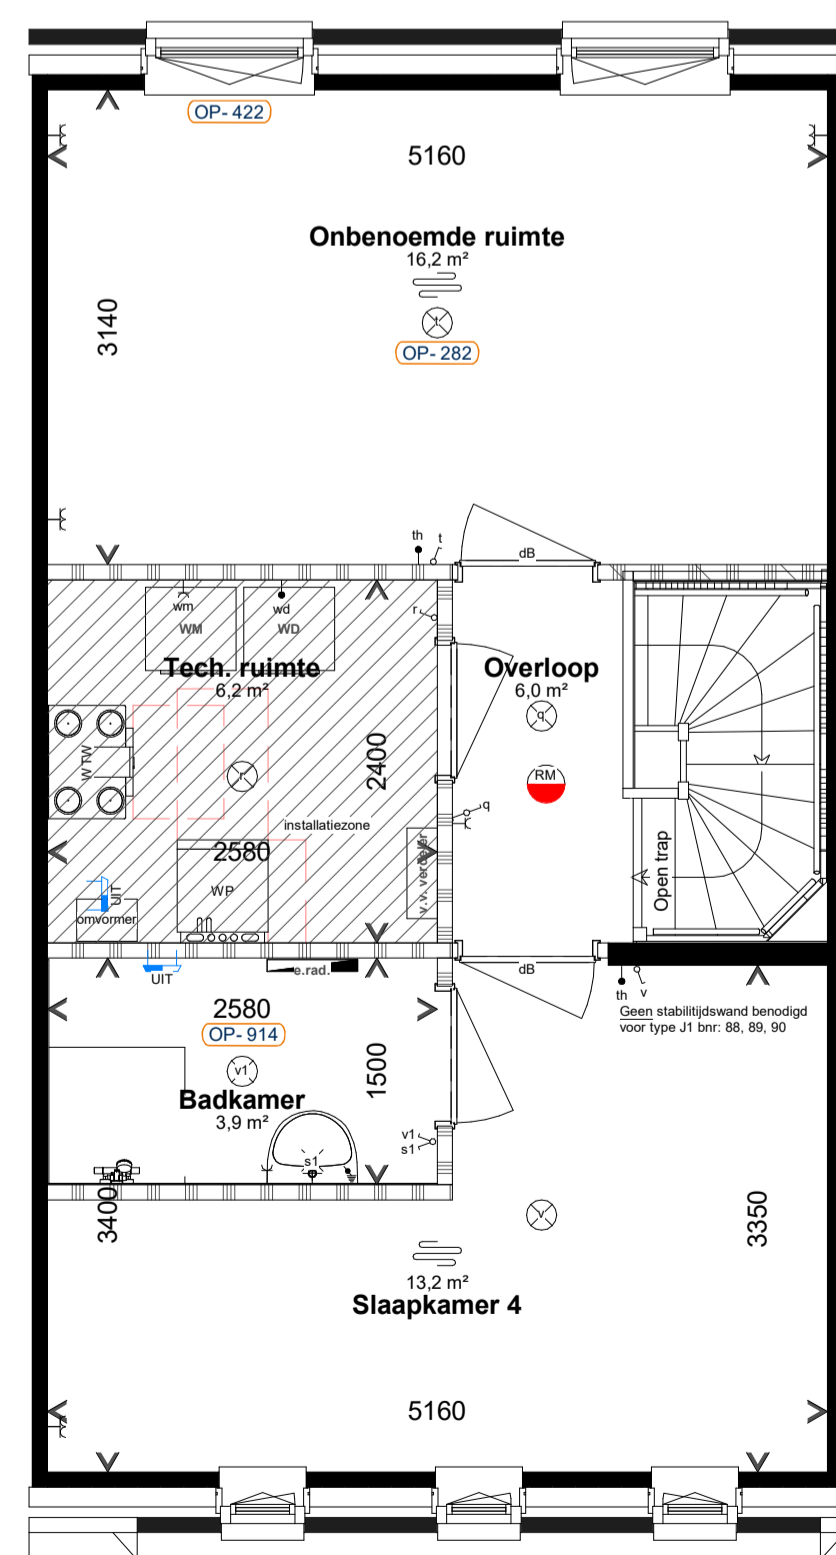 OP- 422
5160
Onbenoemde ruimte
16,2 m²
t
OP- 282
3140
th
t
dB
wm
wd
WM
WD
r
Tech. ruimte
6,2 m²
Overloop
6,0 m²
q
WTW
r
2400
RM
q
installatiezone
2580
v.v. verdeler
Open trap
WP
UIT
omvormer
UIT
e.rad.
dB
th
v
2580
OP- 914
Geen stabilitijdswand benodigd
voor type J1 bnr: 88, 89, 90
v1
1500
Badkamer
3,9 m²
v1
s1
s1
3400
v
3350
13,2 m²
Slaapkamer 4
5160